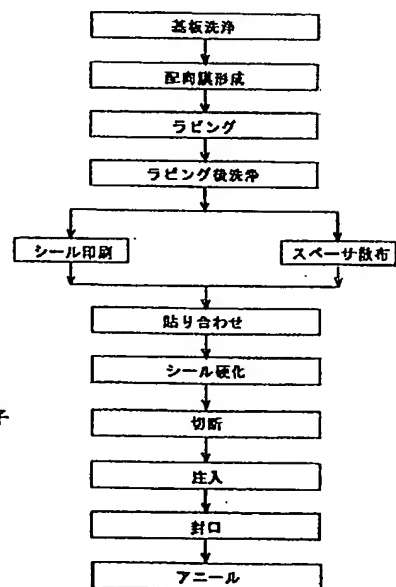 基板洗浄
配向膜形成
ラビング
ラビング後洗浄
シール印刷
スペーサ散布
貼り合わせ
シール硬化
子
切断
注入
封口
アニール